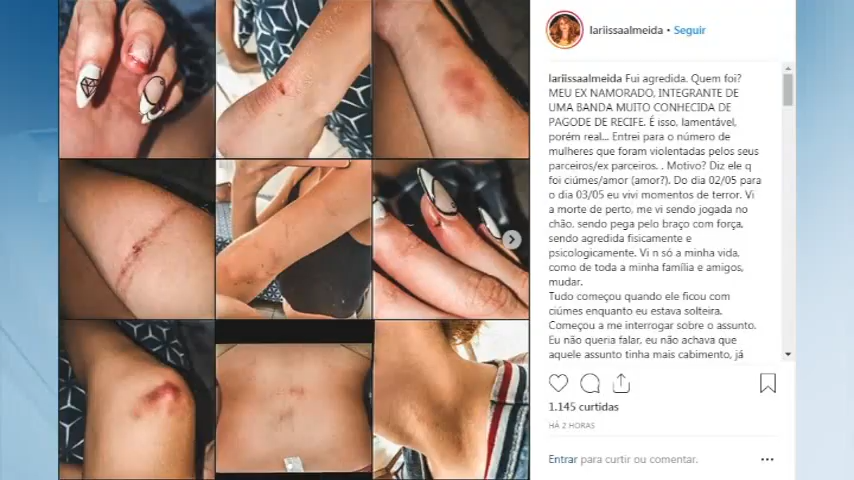 lariissaalmeida • Seguir
lariissaalmeida Fui agredida. Quem foi?
MEU EX NAMORADO, INTEGRANTE DE
UMA BANDA MUITO CONHECIDA DE
PAGODE DE RECIFE. É isso, lamentável,
porém real... Entrei para o número de
mulheres que foram violentadas pelos seus
parceiros/ex parceiros. . Motivo? Diz ele q
foi ciúmes/amor (amor?). Do dia 02/05 para
o dia 03/05 eu vivi momentos de terror. Vi
a morte de perto, me vi sendo jogada no
chão, sendo pega pelo braço com força,
sendo agredida fisicamente e
psicologicamente. Vi n só a minha vida,
como de toda a minha família e amigos,
mudar.
Tudo começou quando ele ficou com
ciúmes enquanto eu estava solteira.
Começou a me interrogar sobre o assunto.
Eu não queria falar, eu não achava que
aquele assunto tinha mais cabimento, já
1.145 curtidas
HÁ 2 HORAS
Entrar para curtir ou comentar.